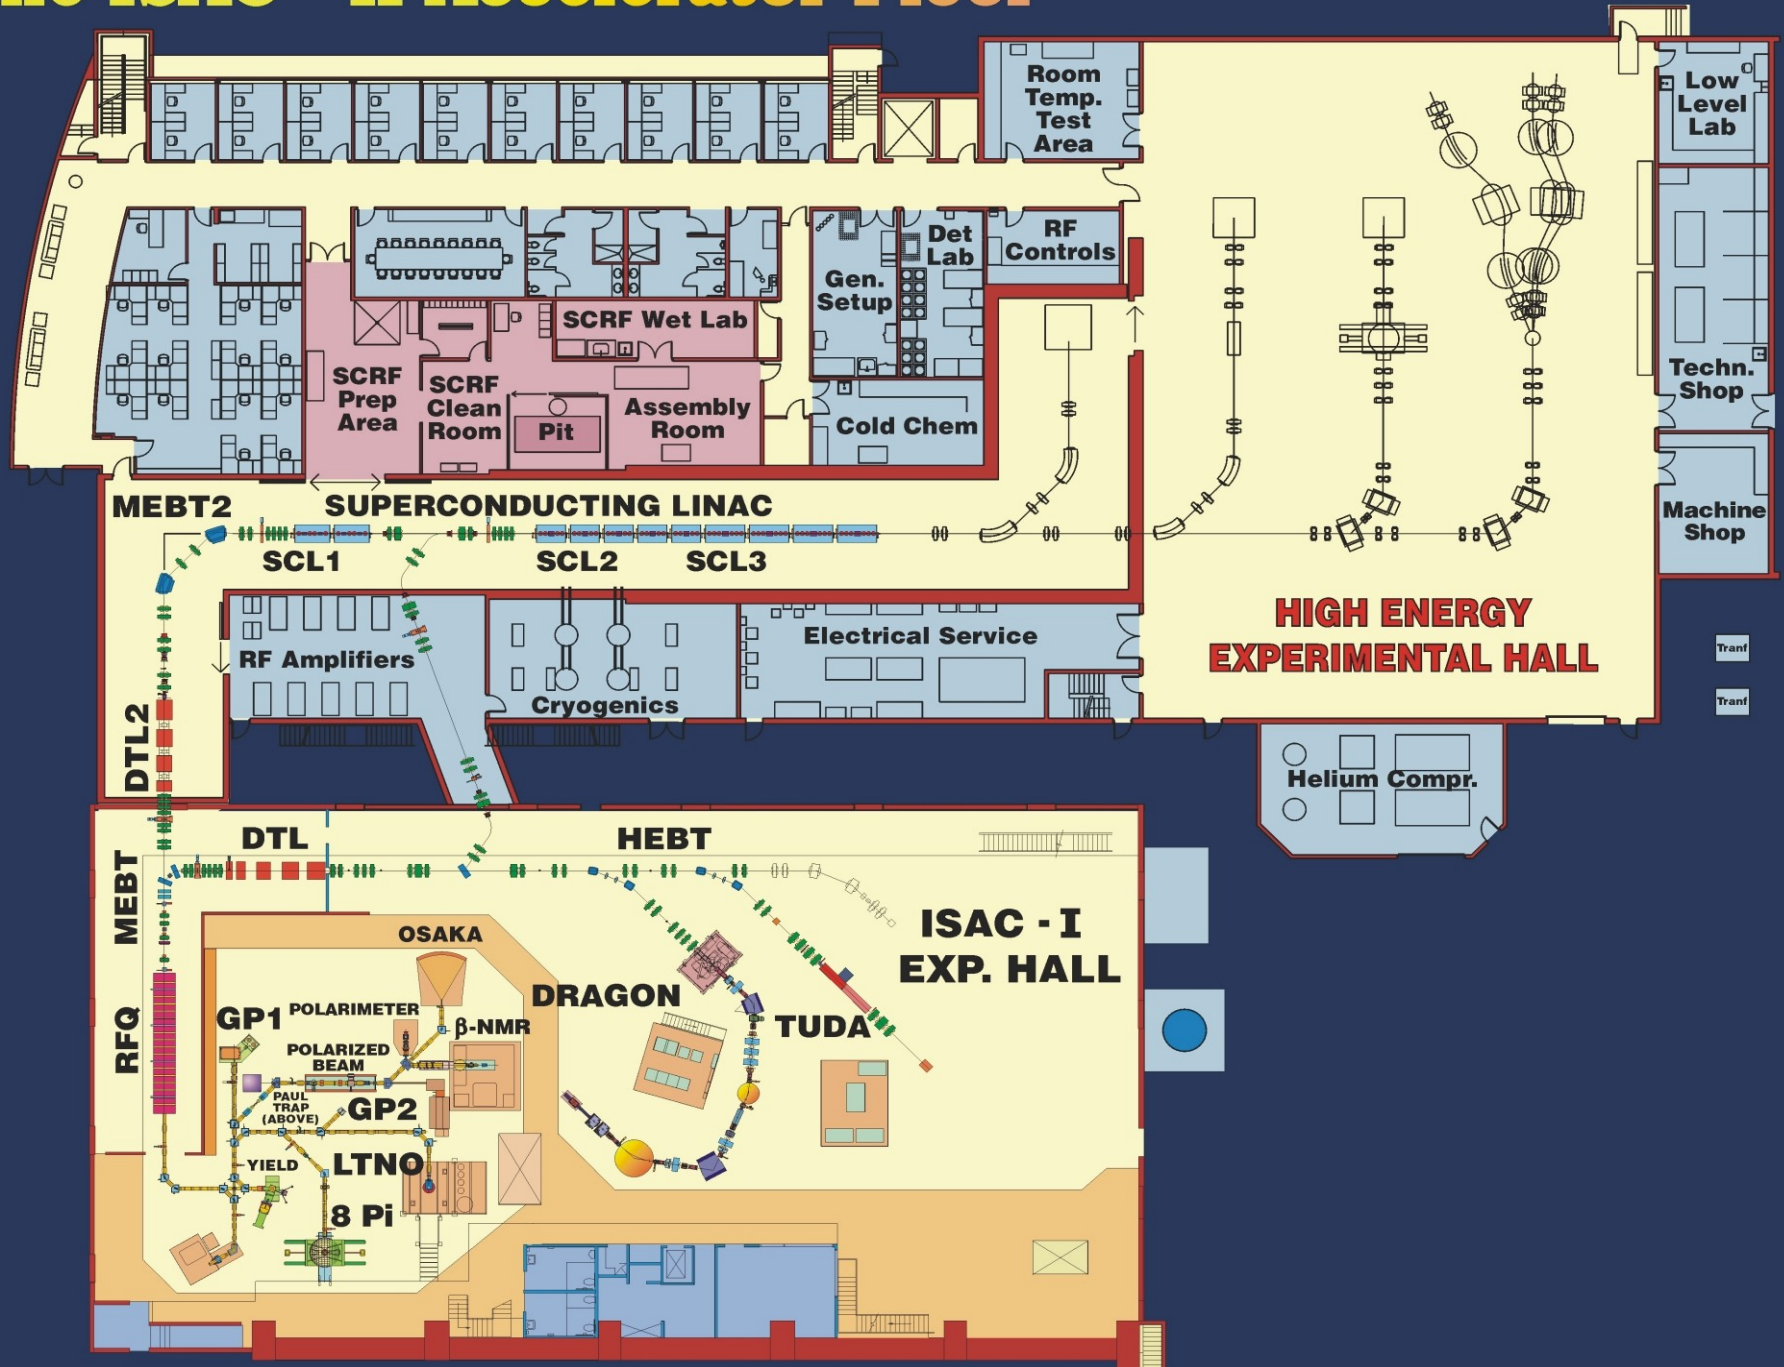 Accelerator Floor
Room
Temp.
Test
Area
Low
Level
Lab
Det
Lab
RF
Controls
Gen.
Setup
SCRF Wet Lab
SCRF
Prep
Area
SCRF
Clean
Room
Pit
Assembly
Room
Cold Chem
Techn.
Shop
Machine
Shop
MEBT2
SUPERCONDUCTING LINAC
SCL1
SCL2
SCL3
RF Amplifiers
Cryogenics
Electrical Service
HIGH ENERGY
EXPERIMENTAL HALL
Tranf
Tranf
DTL2
Helium Compr.
DTL
HEBT
MEBT
ISAC - I
EXP. HALL
OSAKA
DRAGON
TUDA
RFQ
GP1
POLARIMETER
β-NMR
POLARIZED
BEAM
PAUL
TRAP
(ABOVE)
GP2
YIELD
LTNO
8 Pi